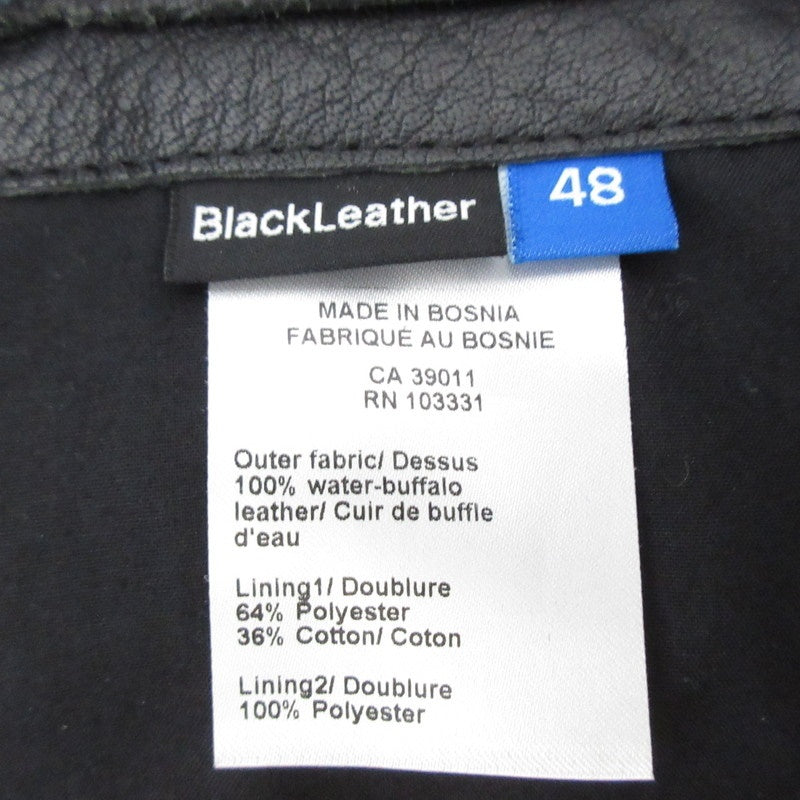 BlackLeather
48
MADE IN BOSNIA
FABRIQUÉ AU BOSNIE
CA 39011
RN 103331
Outer fabric/ Dessus
100% water-buffalo
leather/ Cuir de buffle
d'eau
Lining1/ Doublure
64% Polyester
36% Cotton/ Coton
Lining2/ Doublure
100% Polyester